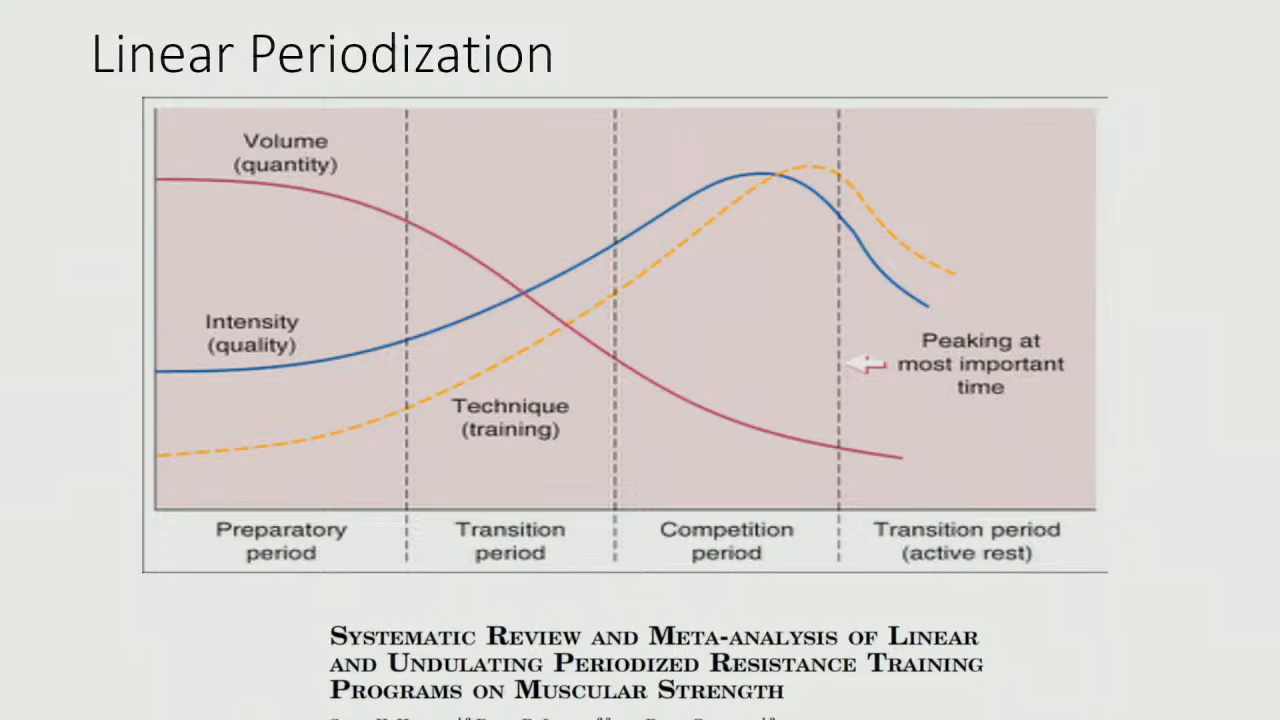 Linear Periodization
Volume
(quantity)
Intensity
(quality)
Technique
(training)
Peaking at
most important
time
Preparatory
period
Transition
period
Competition
period
Transition period
(active rest)
Systematic Review and Meta-analysis of Linear
and Undulating Periodized Resistance Training
Programs on Muscular Strength